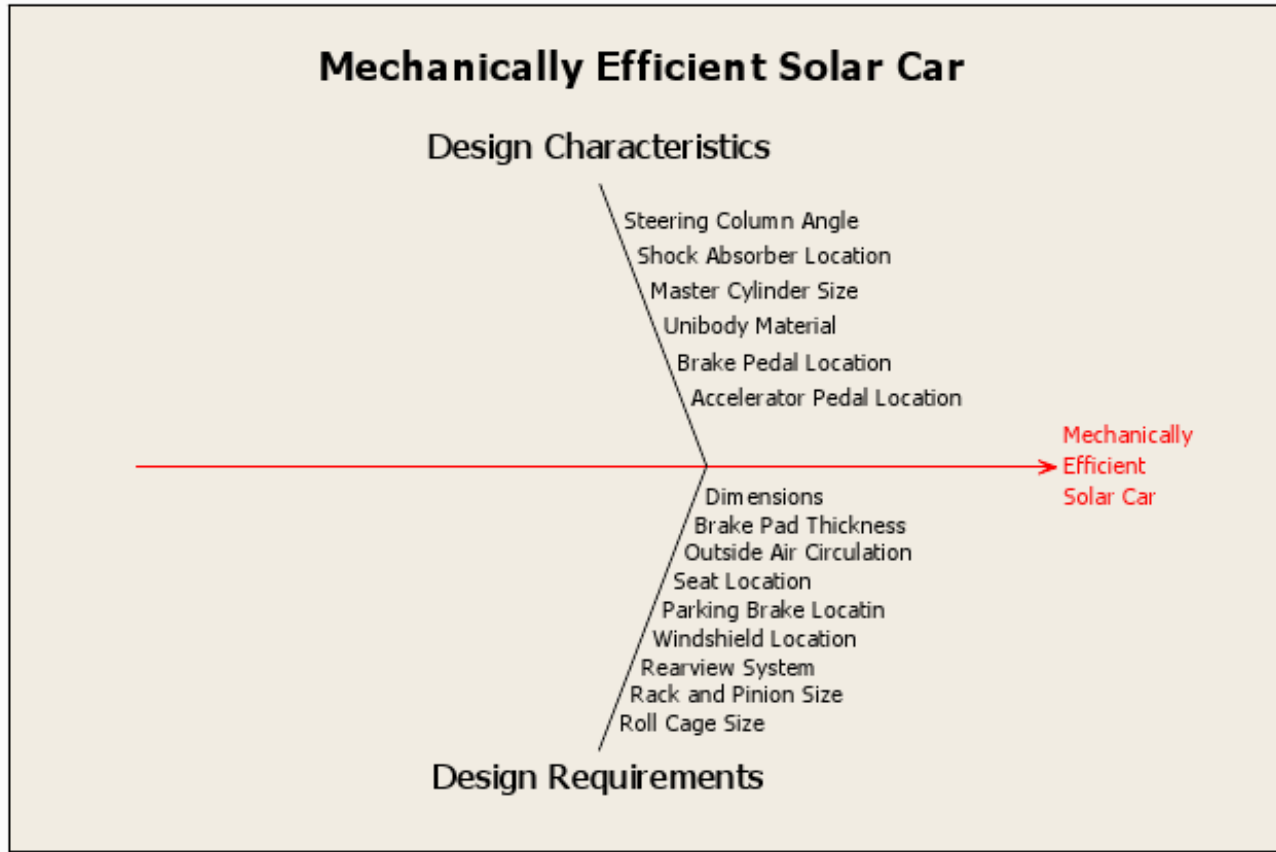 Mechanically Efficient Solar Car
Design Characteristics
Steering Column Angle
Shock Absorber Location
Master Cylinder Size
Unibody Material
Brake Pedal Location
Accelerator Pedal Location
Mechanically
Efficient
Solar Car
Dimensions
Brake Pad Thickness
Outside Air Circulation
Seat Location
Parking Brake Locatin
Windshield Location
Rearview System
Rack and Pinion Size
Roll Cage Size
Design Requirements